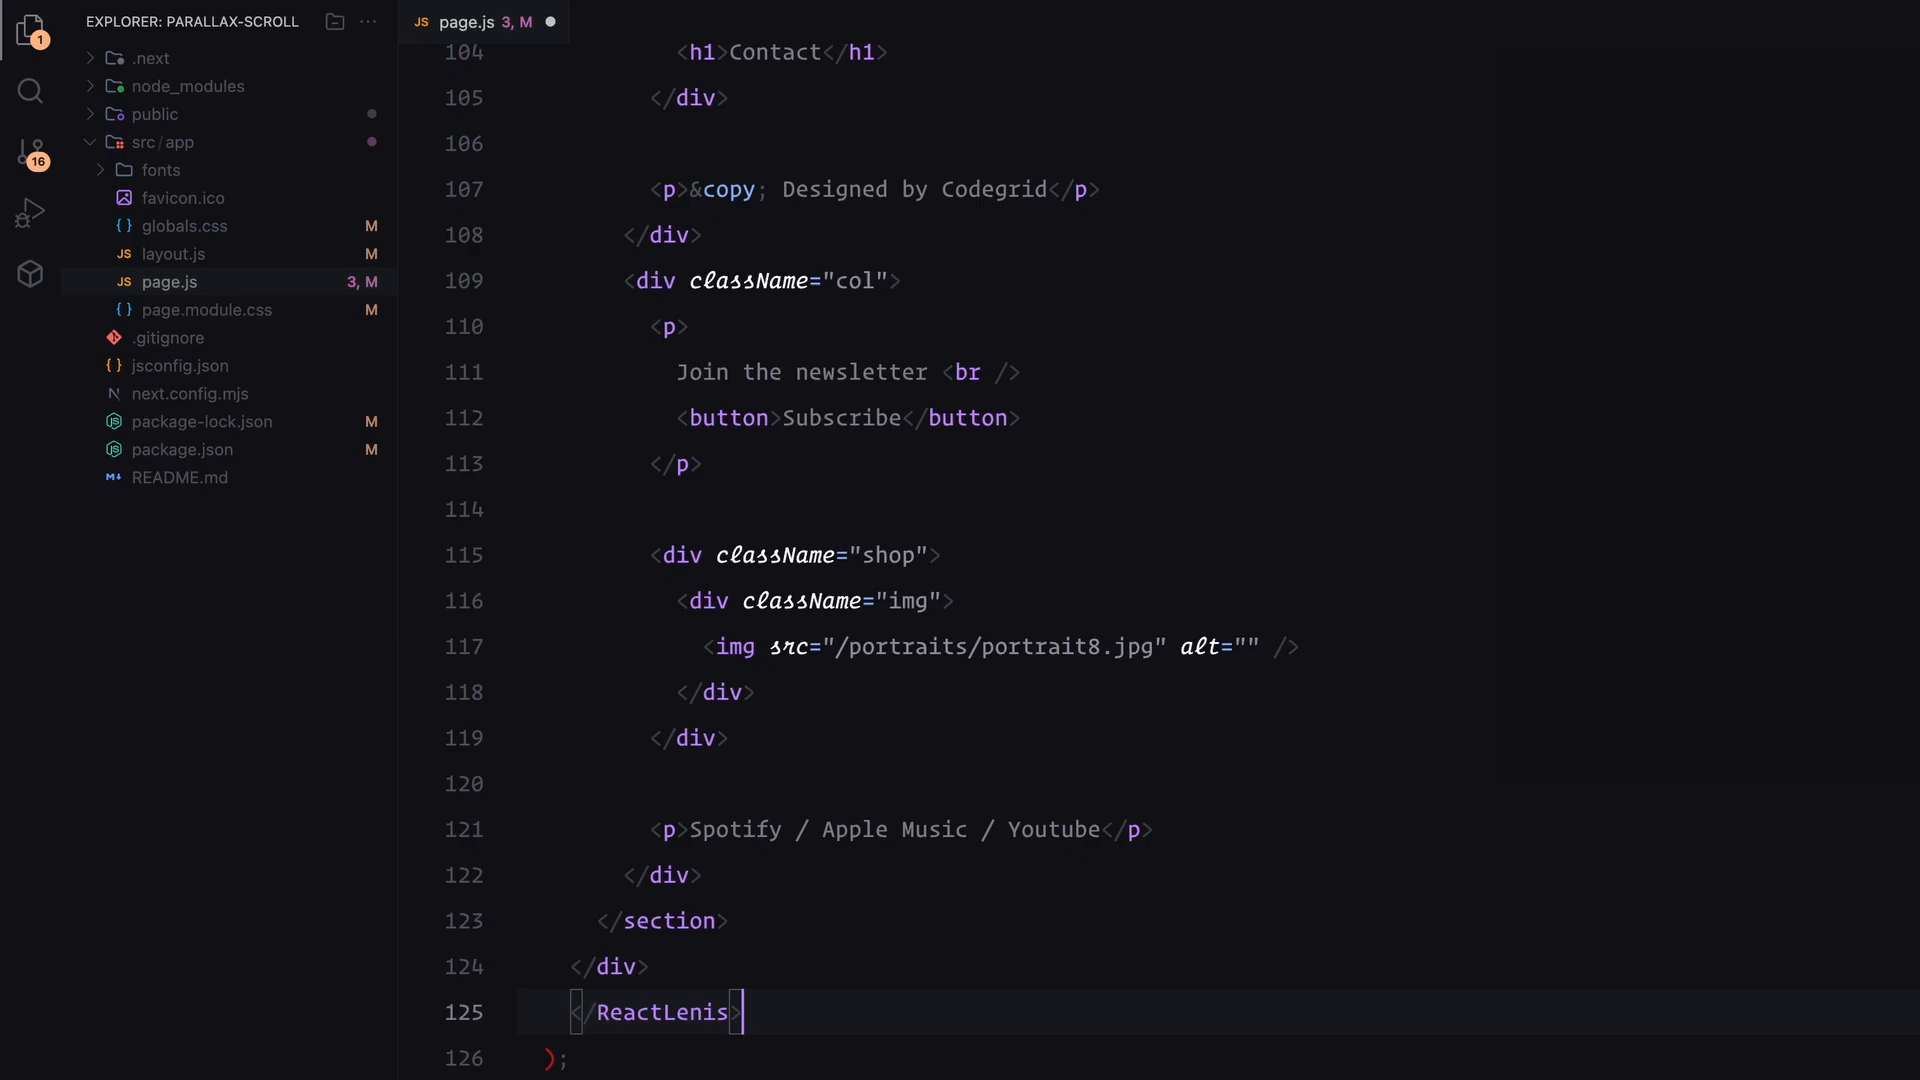 EXPLORER: PARALLAX-SCROLL
1
16
.next
node_modules
public
src/app
fonts
favicon.ico
globals.css M
JS layout.js M
JS page.js 3, M
page.module.css M
.gitignore
jsconfig.json
next.config.mjs
package-lock.json M
package.json M
README.md
JS page.js 3, M
104 <h1>Contact</h1>
105 </div>
106
107 <p>&copy; Designed by Codegrid</p>
108 </div>
109 <div className="col">
110 <p>
111 Join the newsletter <br />
112 <button>Subscribe</button>
113 </p>
114
115 <div className="shop">
116 <div className="img">
117 <img src="/portraits/portrait8.jpg" alt="" />
118 </div>
119 </div>
120
121 <p>Spotify / Apple Music / Youtube</p>
122 </div>
123 </section>
124 </div>
125 </ReactLenis>
126 );